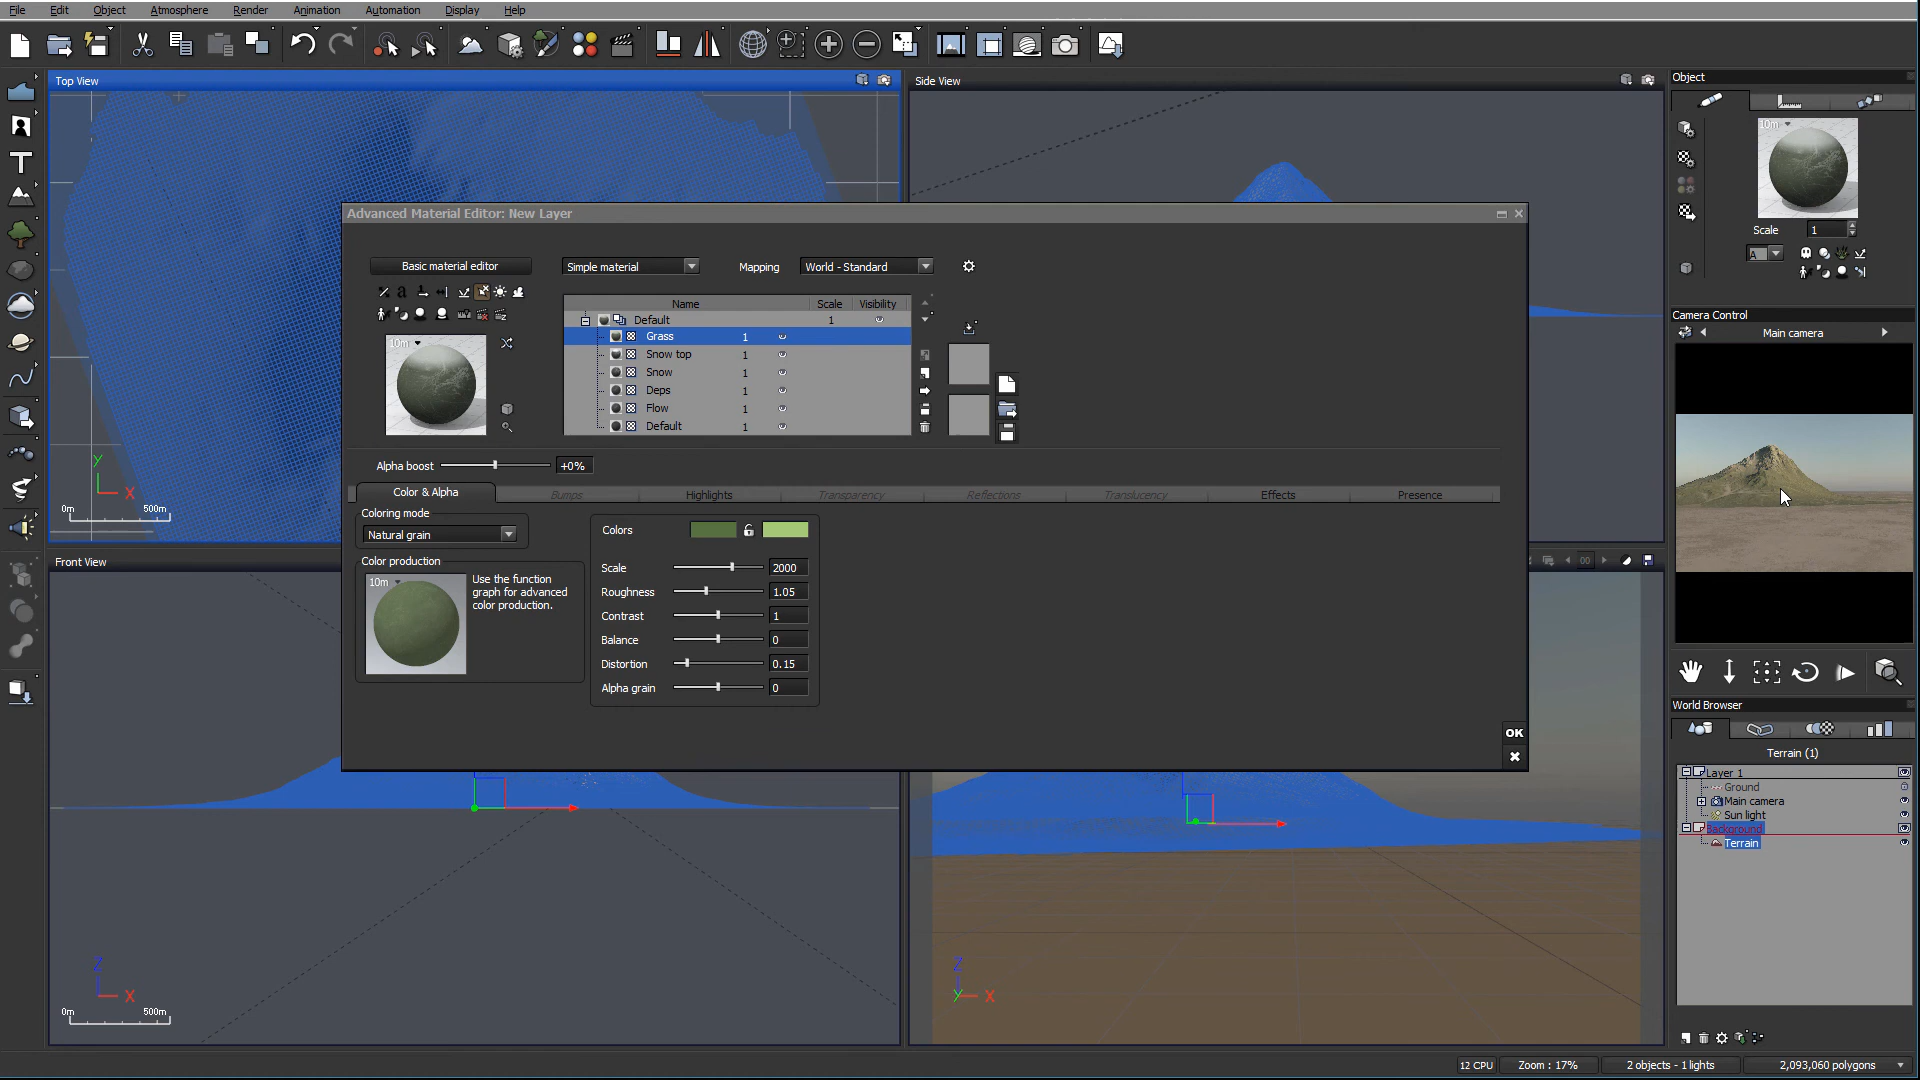 File Edit Object Atmosphere Render Animation Automation Display Help
Top View
Side View
Object
10m
Scale 1
A
Camera Control
Main camera
Advanced Material Editor: New Layer
Basic material editor
Simple material
Mapping
World - Standard
Name Scale Visibility
Default 1
Grass 1
Snow top 1
Snow 1
Deps 1
Flow 1
Default 1
10m
Alpha boost +0%
Color & Alpha Bumps Highlights Transparency Reflections Translucency Effects Presence
Coloring mode
Natural grain
Color production
10m
Use the function
graph for advanced
color production.
Colors
Scale 2000
Roughness 1.05
Contrast 1
Balance 0
Distortion 0.15
Alpha grain 0
OK
Y
X
0m 500m
Front View
00
Z
X
0m 500m
Z
Y X
World Browser
Terrain (1)
Layer 1
Ground
Main camera
Sun light
Background
Terrain
12 CPU Zoom : 17% 2 objects - 1 lights 2,093,060 polygons